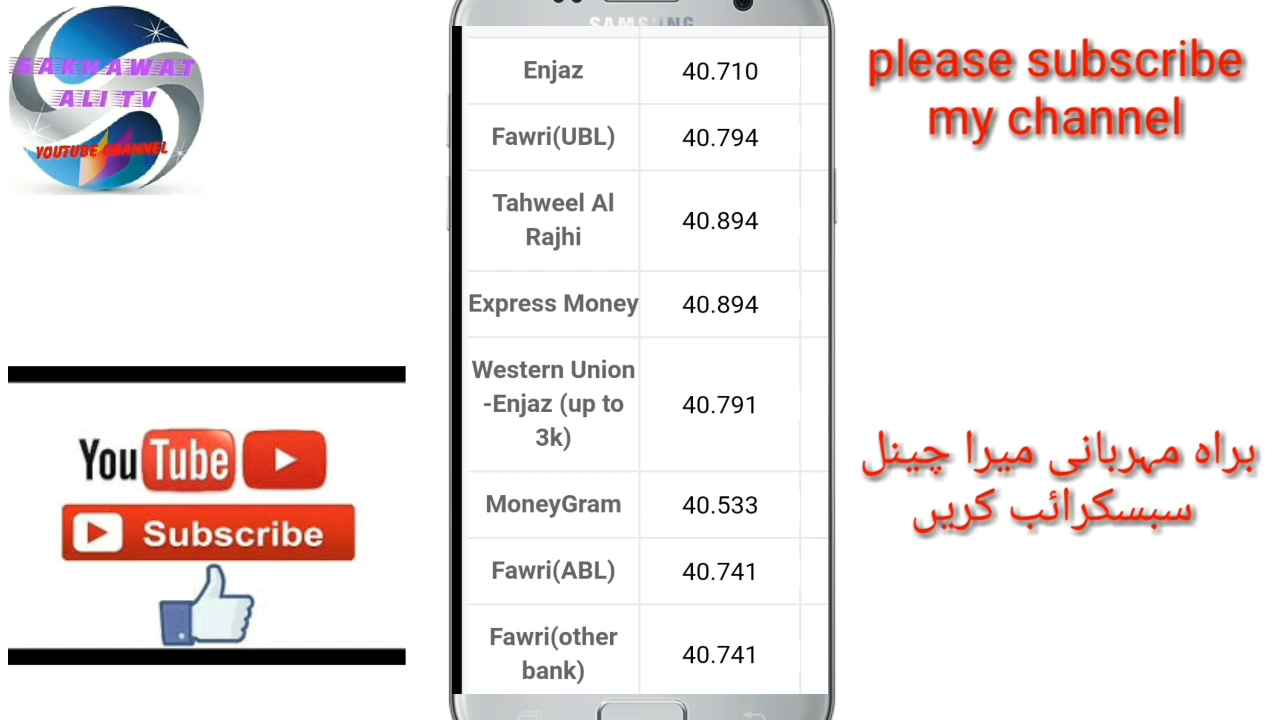 SAKHAWAT
ALI TV
YOUTUBE CHANNEL
YouTube
Subscribe
SAMSUNG
Enjaz 40.710
Fawri(UBL) 40.794
Tahweel Al
Rajhi 40.894
Express Money 40.894
Western Union
-Enjaz (up to 40.791
3k)
MoneyGram 40.533
Fawri(ABL) 40.741
Fawri(other
bank) 40.741
please subscribe
my channel
براہ مہربانی میرا چینل
سبسکرائب کریں